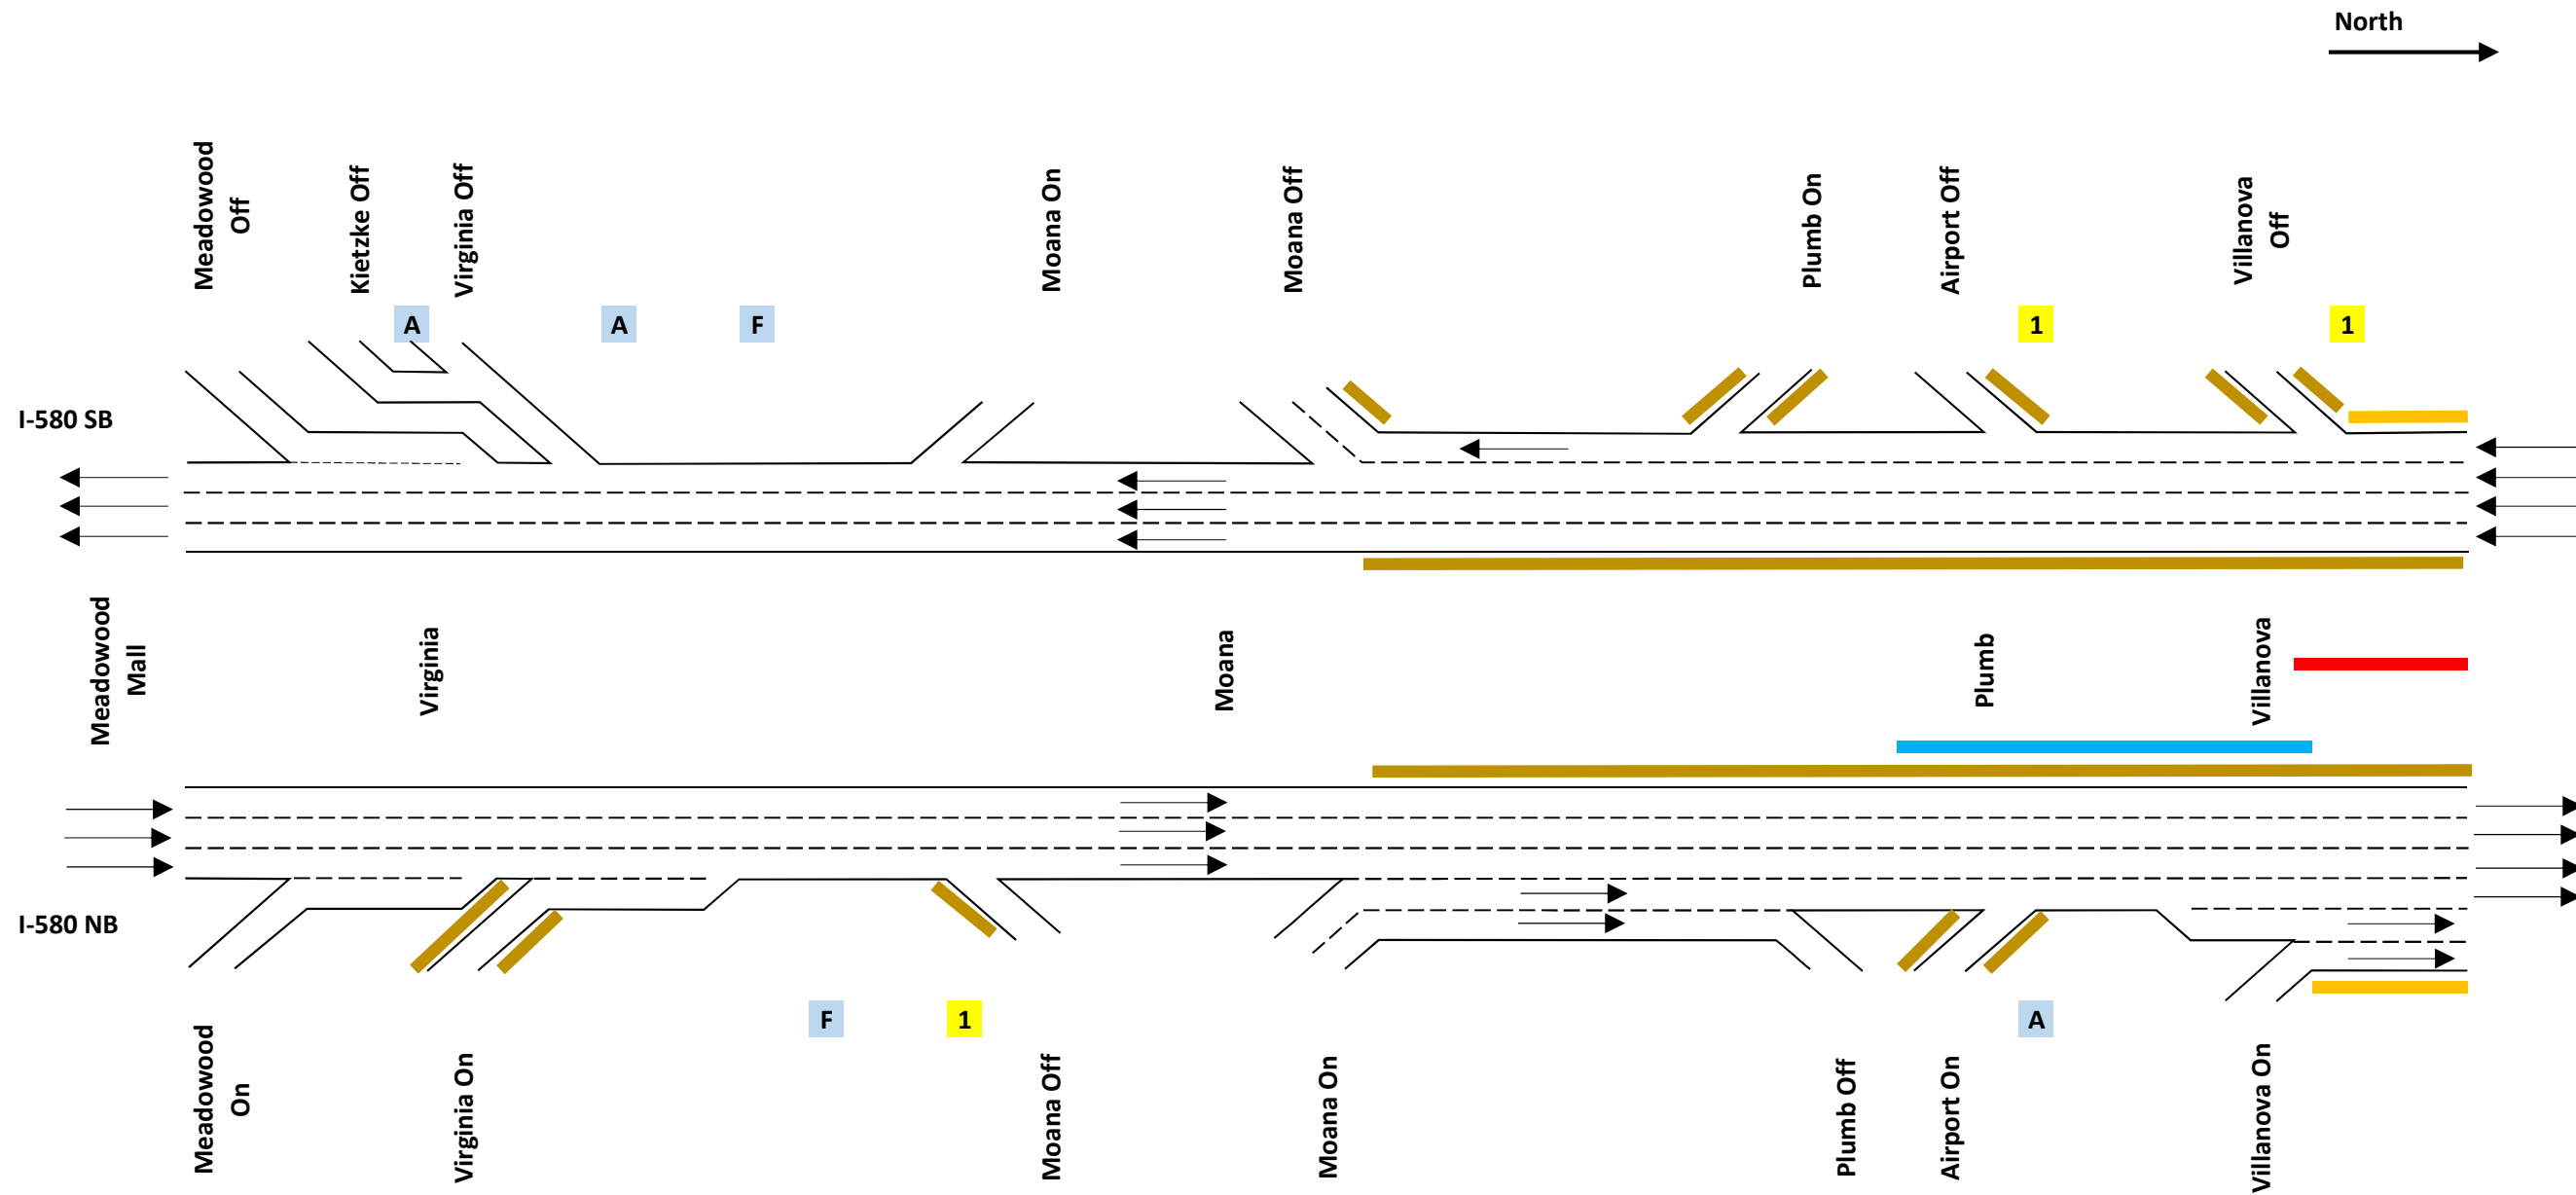 North
Meadowood
Off
Kietzke Off
Virginia Off
Moana On
Moana Off
Plumb On
Airport Off
Villanova
Off
A
A
F
1
1
I-580 SB
Meadowood
Mall
Virginia
Moana
Plumb
Villanova
I-580 NB
F
1
A
Meadowood
On
Virginia On
Moana Off
Moana On
Plumb Off
Airport On
Villanova On